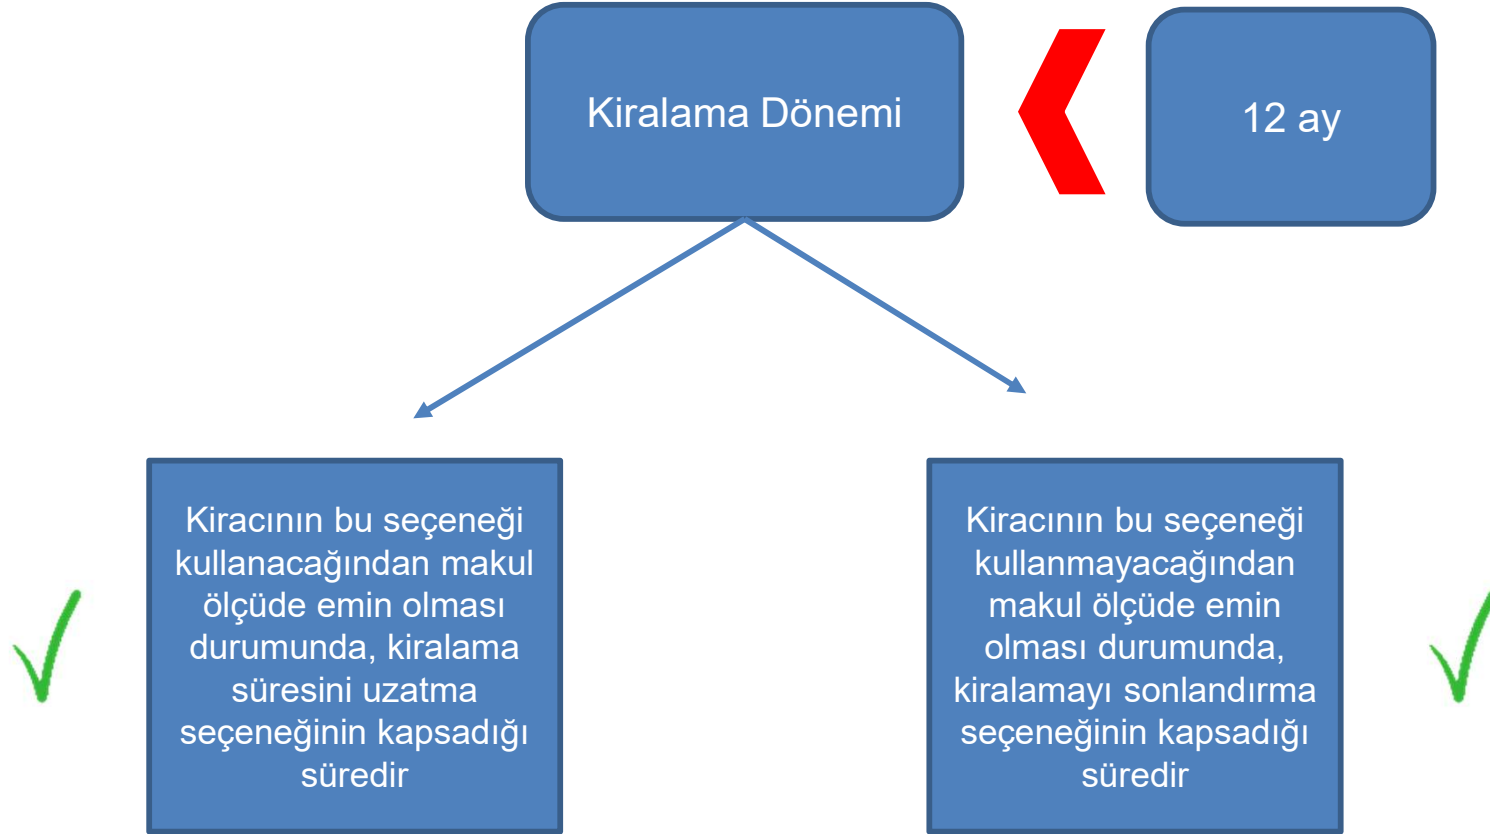 Kiralama Dönemi
12 ay
Kiracının bu seçeneği
kullanacağından makul
ölçüde emin olması
durumunda, kiralama
süresini uzatma
seçeneğinin kapsadığı
süredir
Kiracının bu seçeneği
kullanmayacağından
makul ölçüde emin
olması durumunda,
kiralamayı sonlandırma
seçeneğinin kapsadığı
süredir